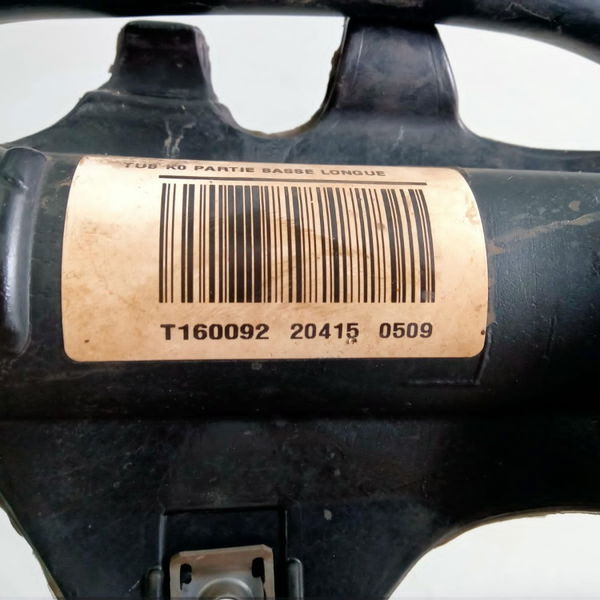 TUB K0 PARTIE BASSE LONGUE
T160092 20415 0509